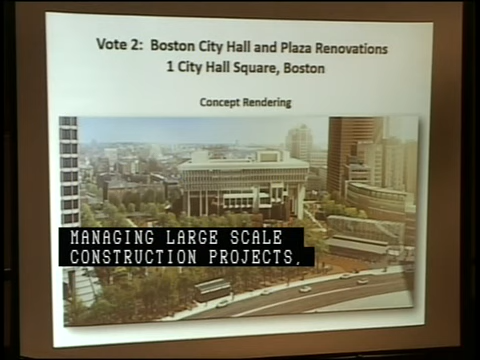 Vote 2: Boston City Hall and Plaza Renovations
1 City Hall Square, Boston
Concept Rendering
MANAGING LARGE SCALE
CONSTRUCTION PROJECTS,